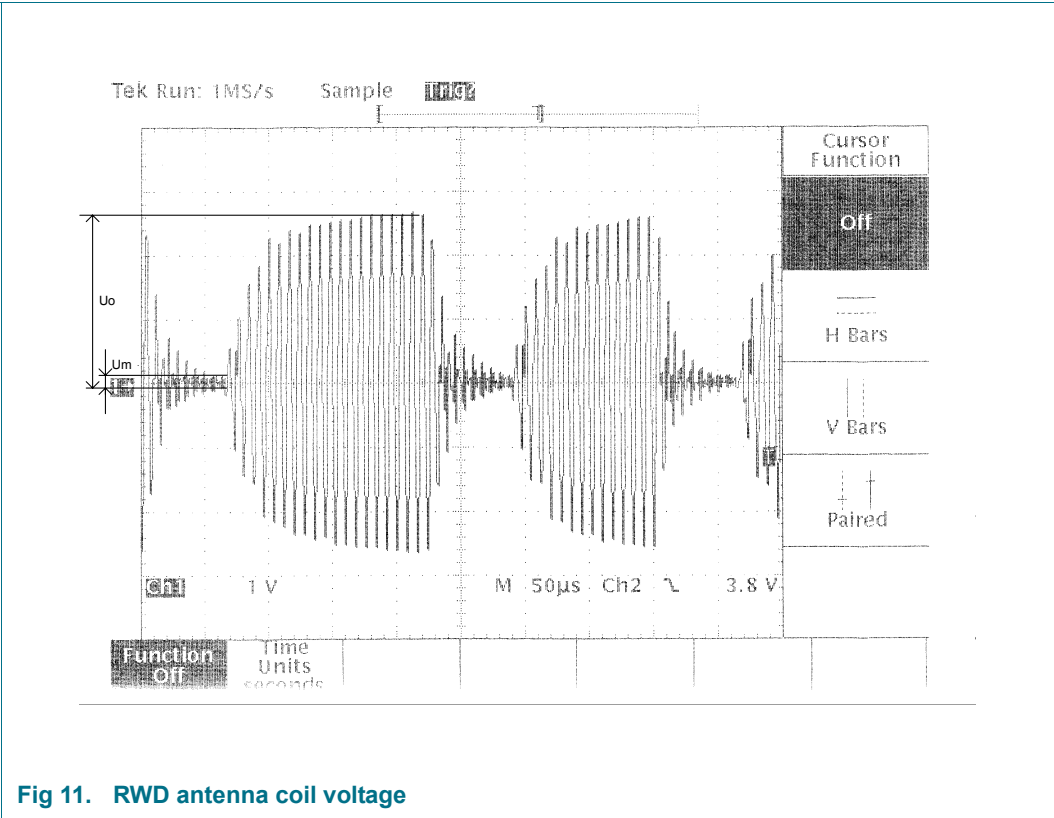 Tek Run: 1MS/s Sample Trig?
[ T ]
Cursor
Function
Off
Uo
H Bars
Um
1
V Bars
T
Paired
Ch1 1 V M 50µs Ch2 3.8 V
Function
Off
Time
Units
seconds
Fig 11. RWD antenna coil voltage